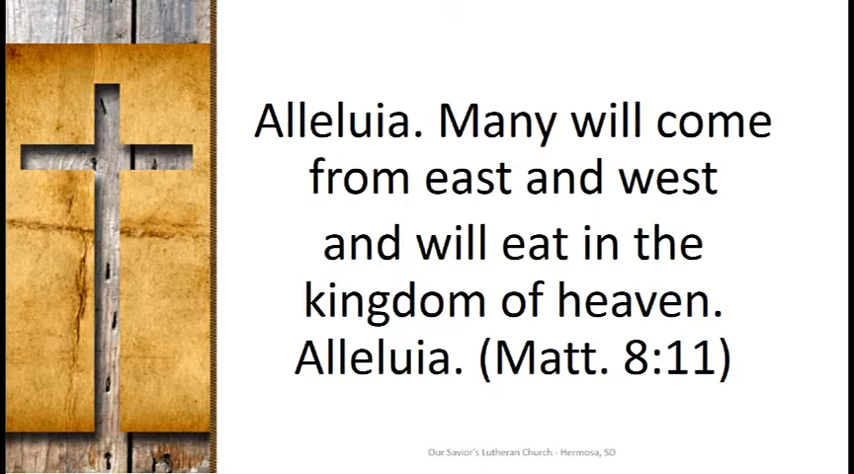 Alleluia. Many will come
from east and west
and will eat in the
kingdom of heaven.
Alleluia. (Matt. 8:11)
Our Savior's Lutheran Church - Hermosa, SD